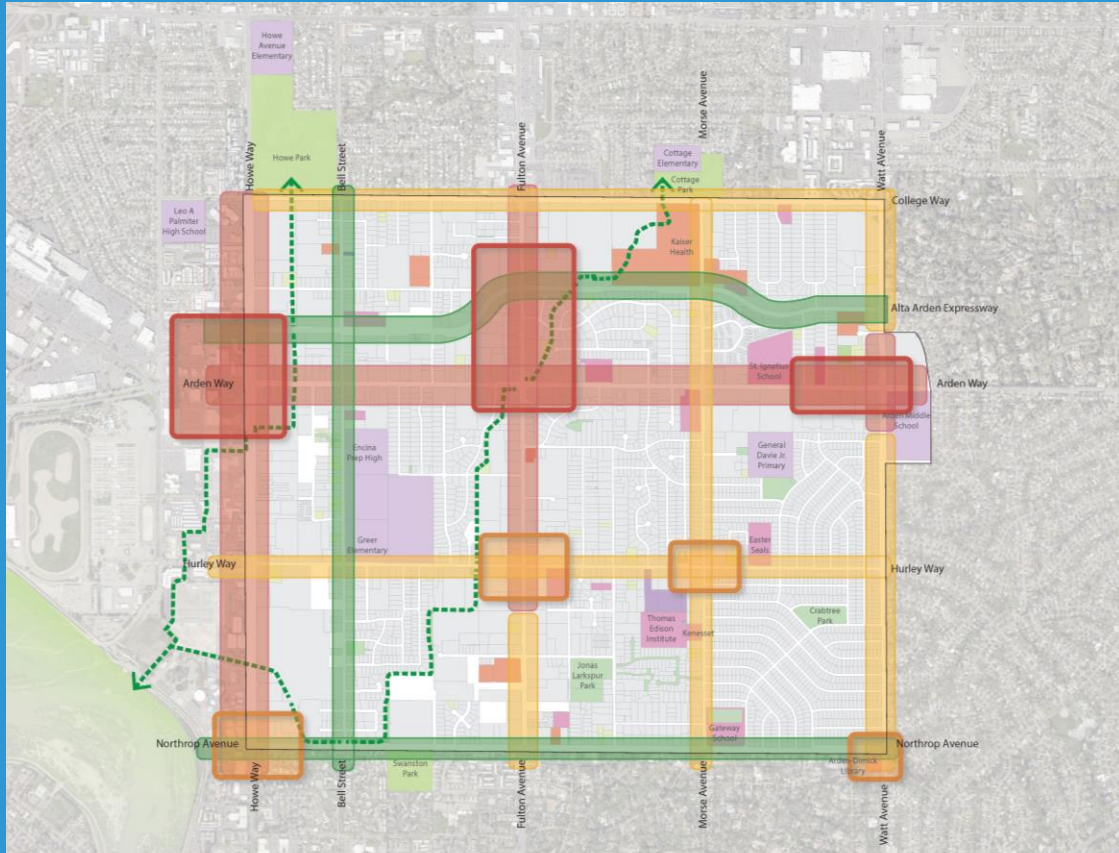 Howe
Avenue
Elementary
Howe Park
Howe Way
Bell Street
Fulton Avenue
Morse Avenue
Watt AVenue
Cottage
Elementary
Cottage
Park
Leo A
Palmiter
High School
College Way
Kaiser
Health
Alta Arden Expressway
Arden Way
St. Ignatius
School
Arden Way
Arden Middle
School
Encina
Prep High
General
Davie Jr.
Primary
Greer
Elementary
Easter
Seals
Hurley Way
Hurley Way
Thomas
Edison
Institute
Kenesset
Crabtree
Park
Jonas
Larkspur
Park
Gateway
School
Northrop Avenue
Northrop Avenue
Swanston
Park
Arden-Dimick
Library
Howe Way
Bell Street
Fulton Avenue
Morse Avenue
Watt Avenue